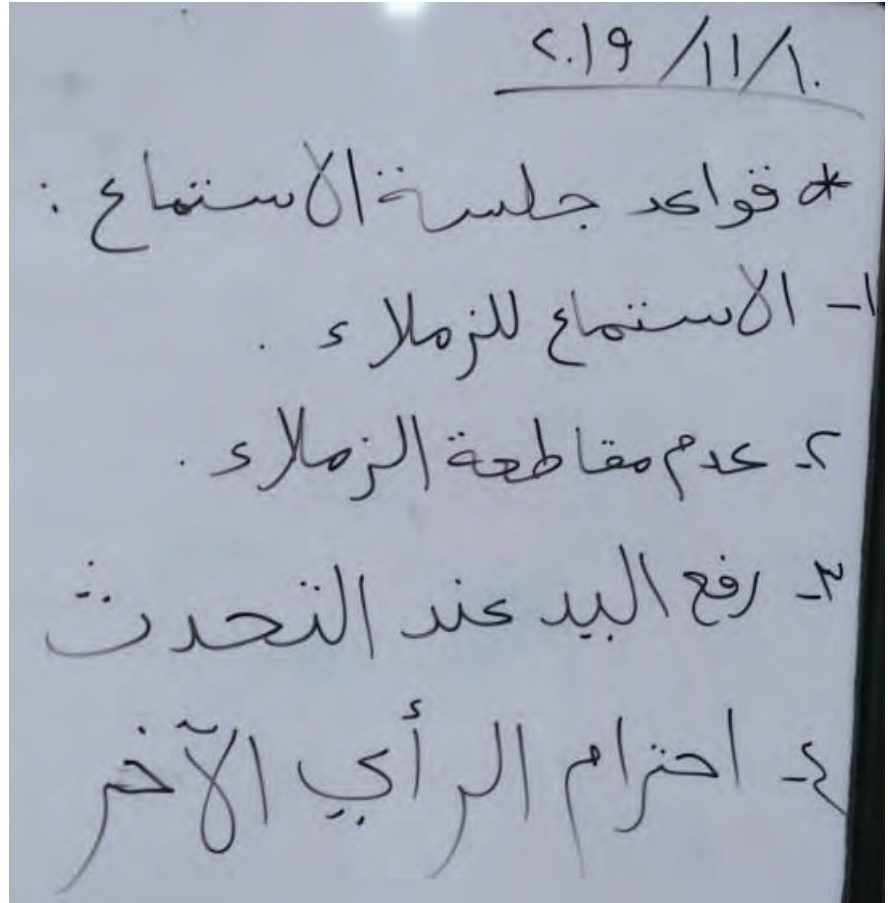 ٢٠١٩ /١١/١٠
* قواعد جلسة الاستماع :
١- الاستماع للزملاء .
٢- عدم مقاطعة الزملاء .
٣- رفع اليد عند التحدث
٤- احترام الرأي الآخر